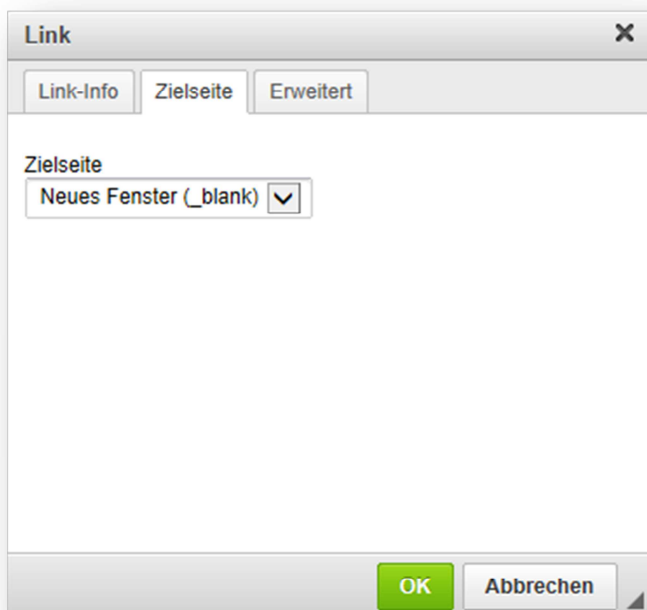 Link
Link-Info Zielseite Erweitert
Zielseite
Neues Fenster (_blank)
OK Abbrechen